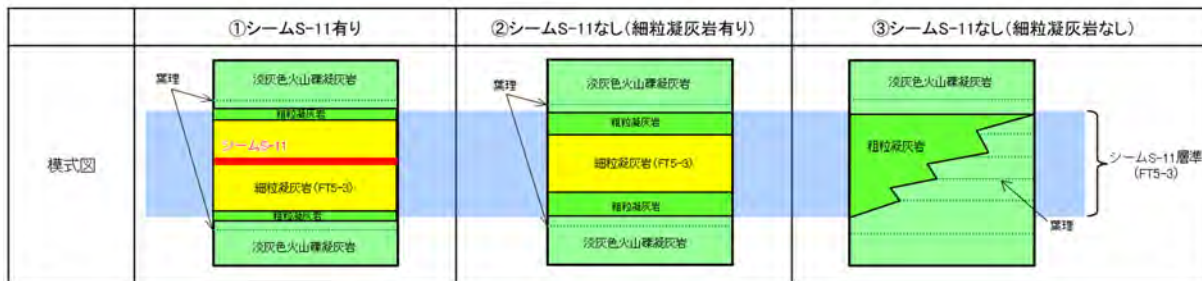 ①シームS-11有り
②シームS-11なし(細粒凝灰岩有り)
③シームS-11なし(細粒凝灰岩なし)
模式図
葉理
淡灰色火山礫凝灰岩
粗粒凝灰岩
シームS-11
細粒凝灰岩(FT5-3)
粗粒凝灰岩
淡灰色火山礫凝灰岩
葉理
淡灰色火山礫凝灰岩
粗粒凝灰岩
細粒凝灰岩(FT5-3)
粗粒凝灰岩
淡灰色火山礫凝灰岩
淡灰色火山礫凝灰岩
粗粒凝灰岩
葉理
シームS-11層準
(FT5-3)